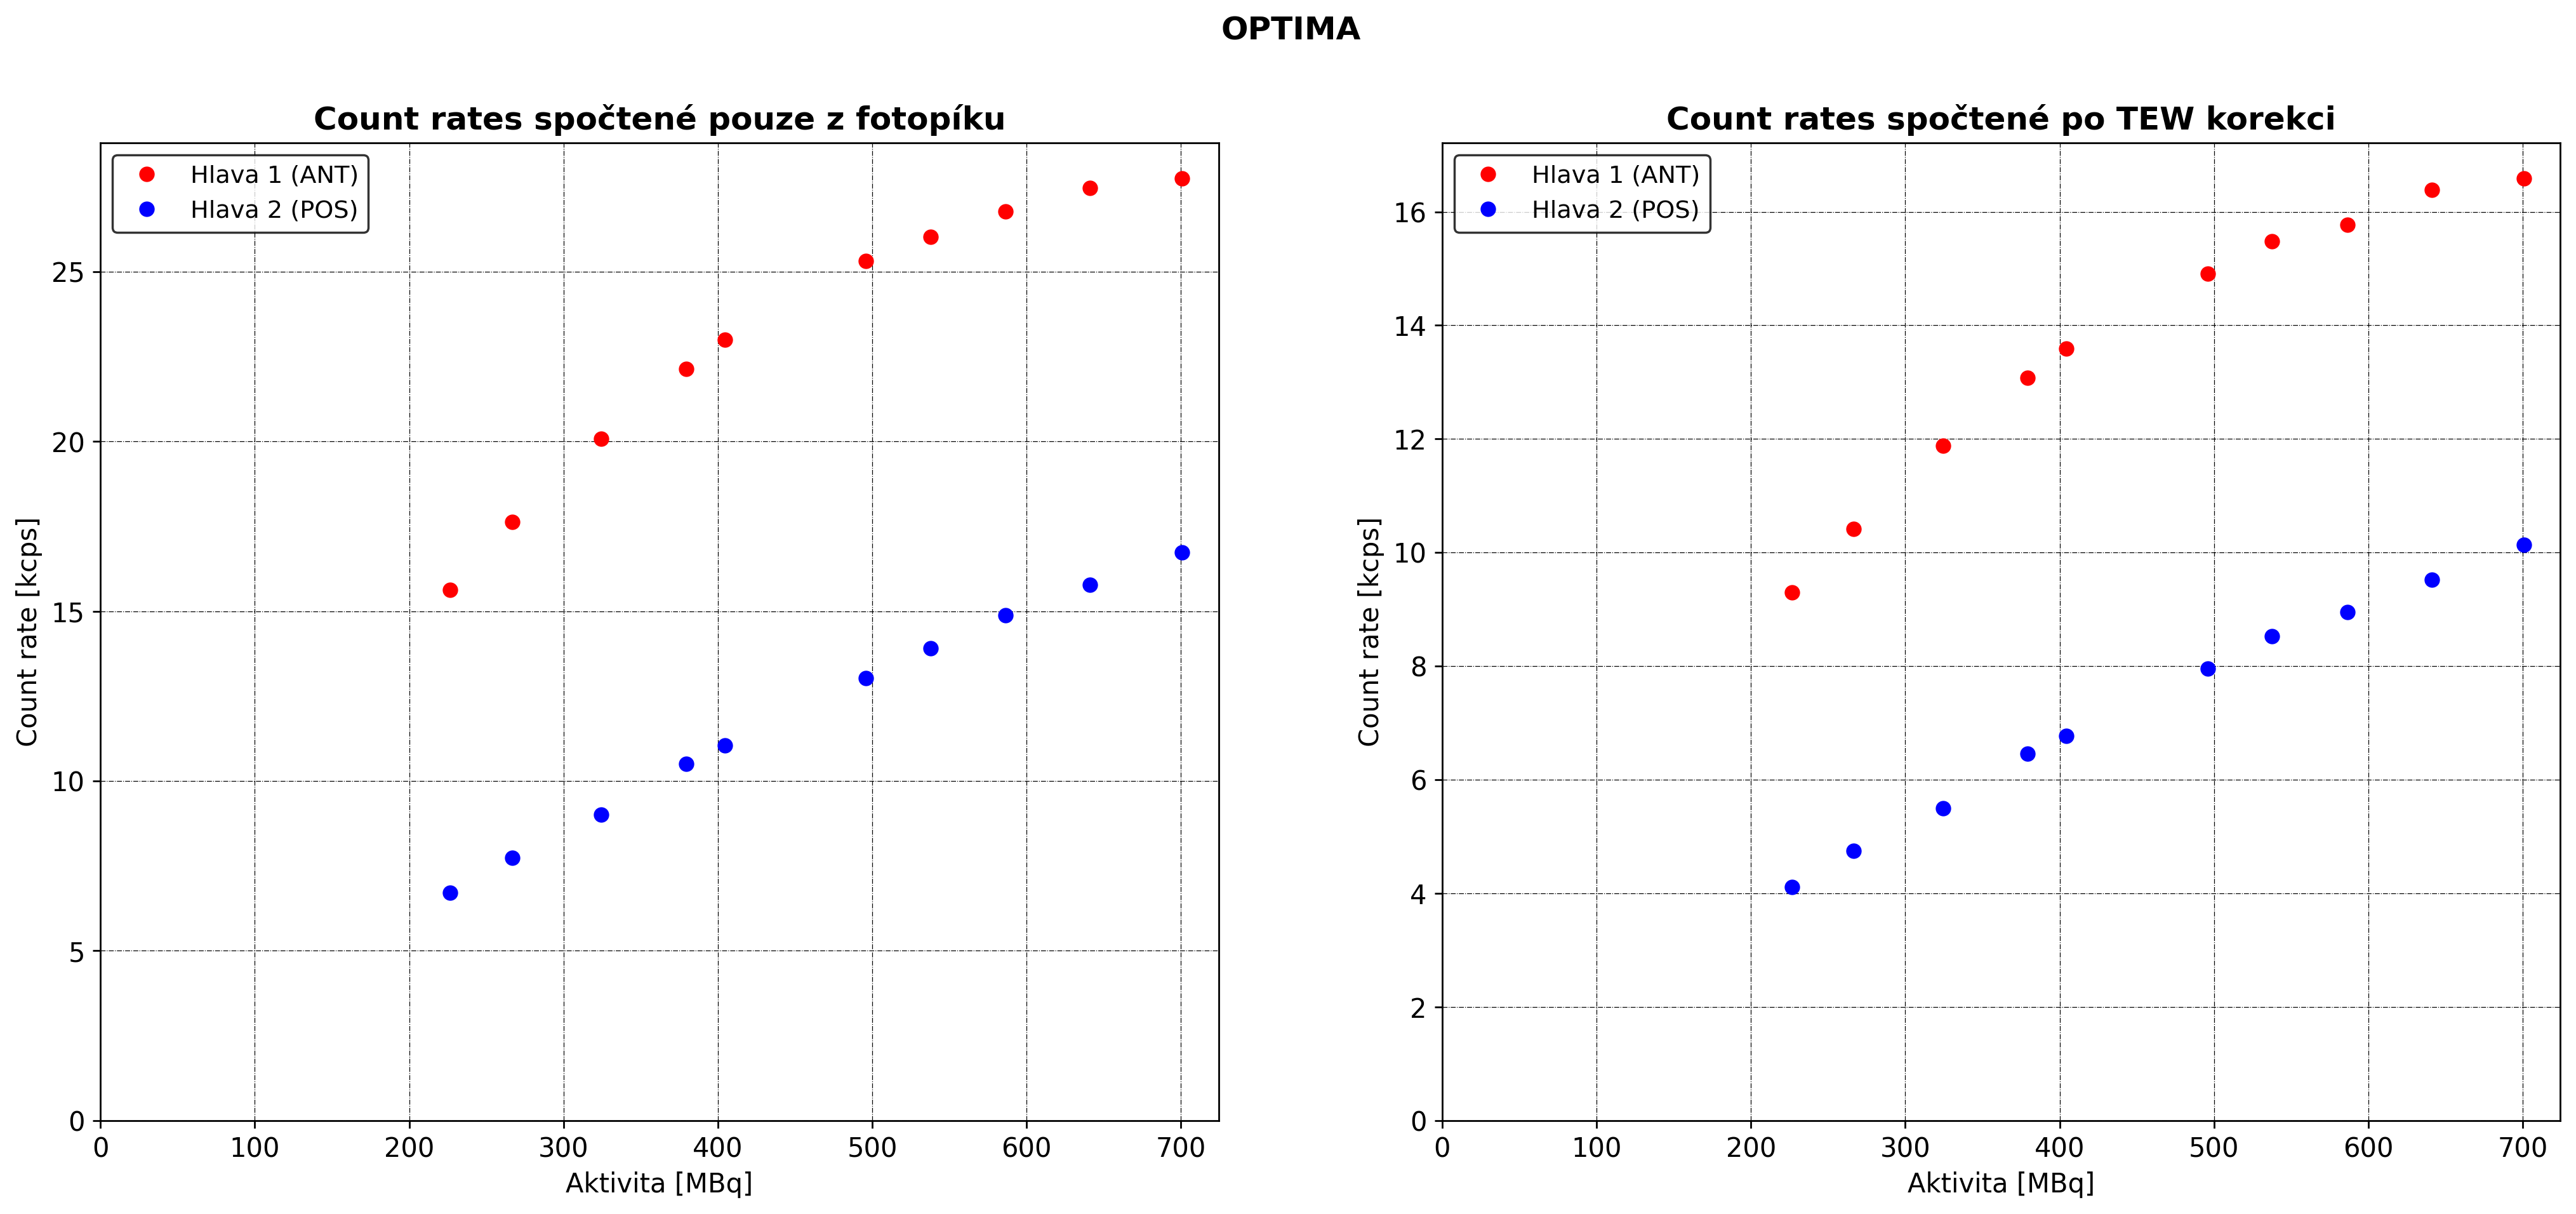 OPTIMA
Count rates spočtené pouze z fotopíku
Hlava 1 (ANT)
Hlava 2 (POS)
25
20
15
10
5
0
Count rate [kcps]
0 100 200 300 400 500 600 700
Aktivita [MBq]
Count rates spočtené po TEW korekci
Hlava 1 (ANT)
Hlava 2 (POS)
16
14
12
10
8
6
4
2
0
Count rate [kcps]
0 100 200 300 400 500 600 700
Aktivita [MBq]